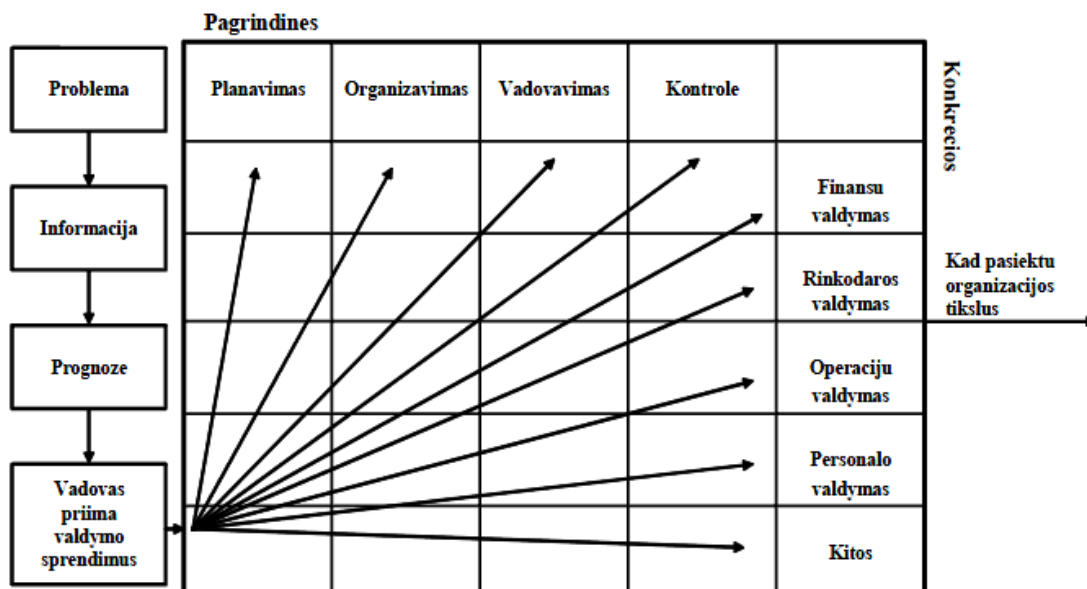 Pagrindines
Problema
Planavimas
Organizavimas
Vadovavimas
Kontrole
Konkrecios
Informacija
Finansu
valdymas
Rinkodaros
valdymas
Kad pasiektu
organizacijos
tikslus
Prognoze
Operaciju
valdymas
Vadovas
priima
valdymo
sprendimus
Personalo
valdymas
Kitos